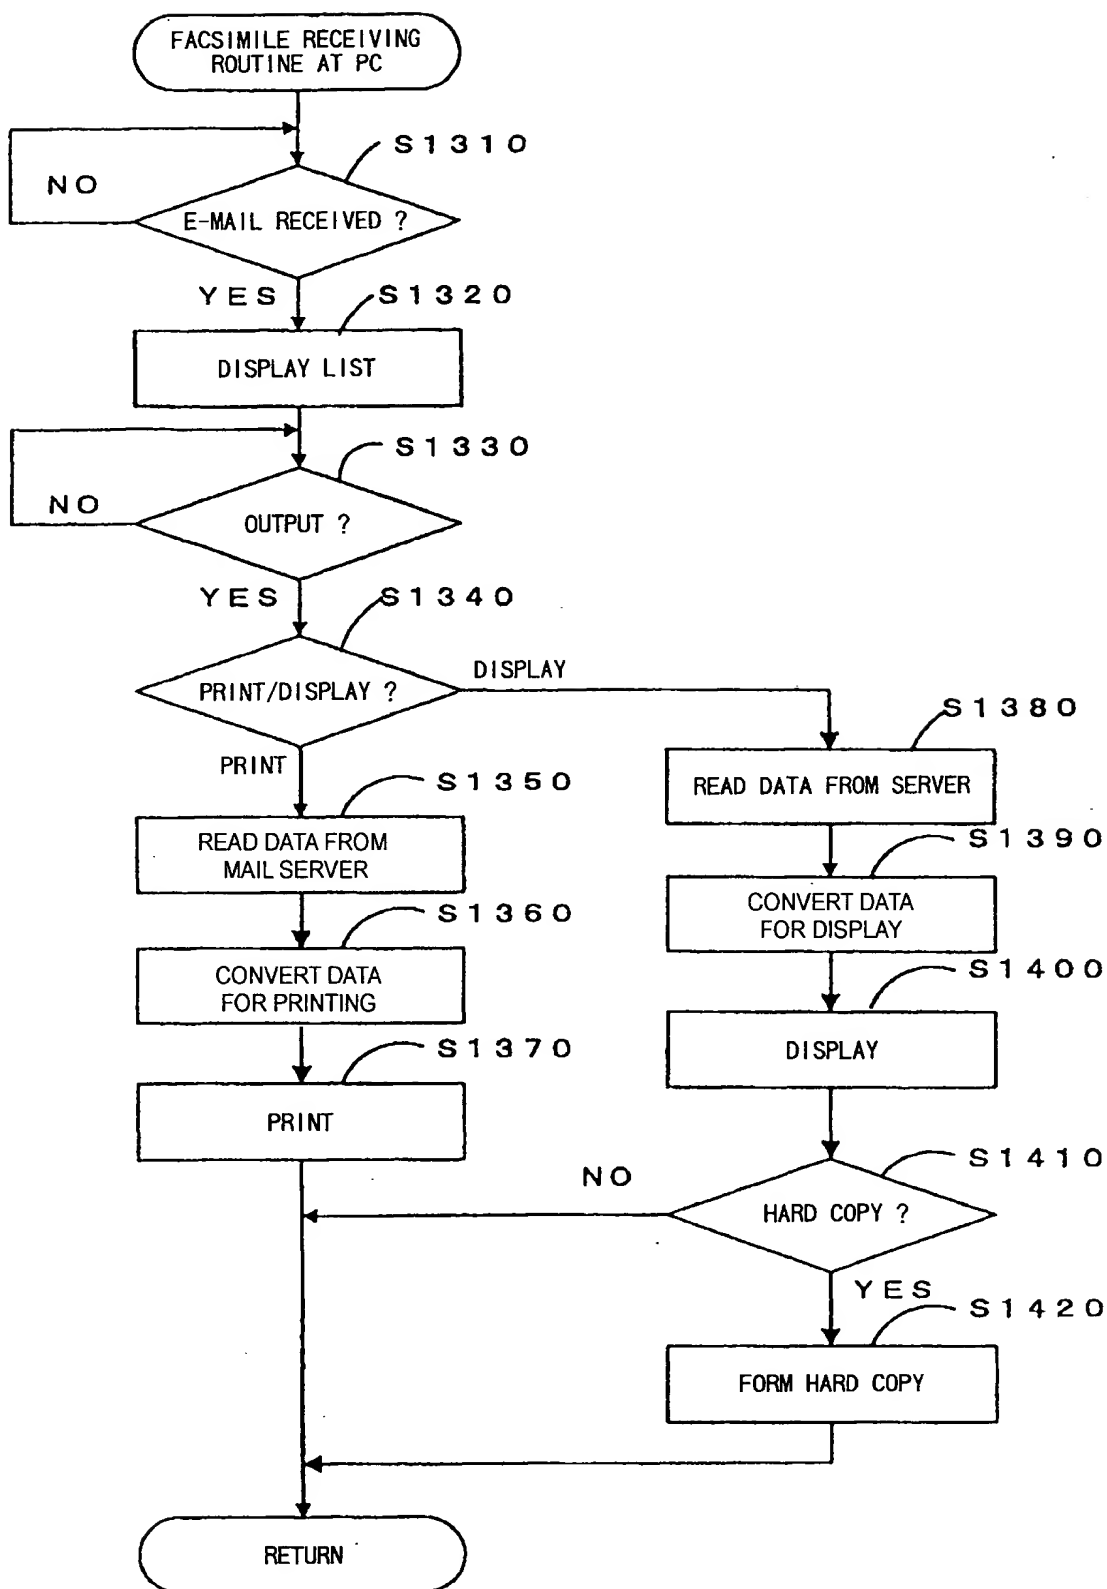 FACSIMILE RECEIVING
ROUTINE AT PC
S1310
NO
E-MAIL RECEIVED ?
YES
S1320
DISPLAY LIST
S1330
NO
OUTPUT ?
YES
S1340
PRINT/DISPLAY ?
DISPLAY
S1380
PRINT
READ DATA FROM SERVER
S1350
READ DATA FROM
MAIL SERVER
S1390
CONVERT DATA
FOR DISPLAY
S1360
CONVERT DATA
FOR PRINTING
S1400
DISPLAY
S1370
PRINT
S1410
NO
HARD COPY ?
YES
S1420
FORM HARD COPY
RETURN